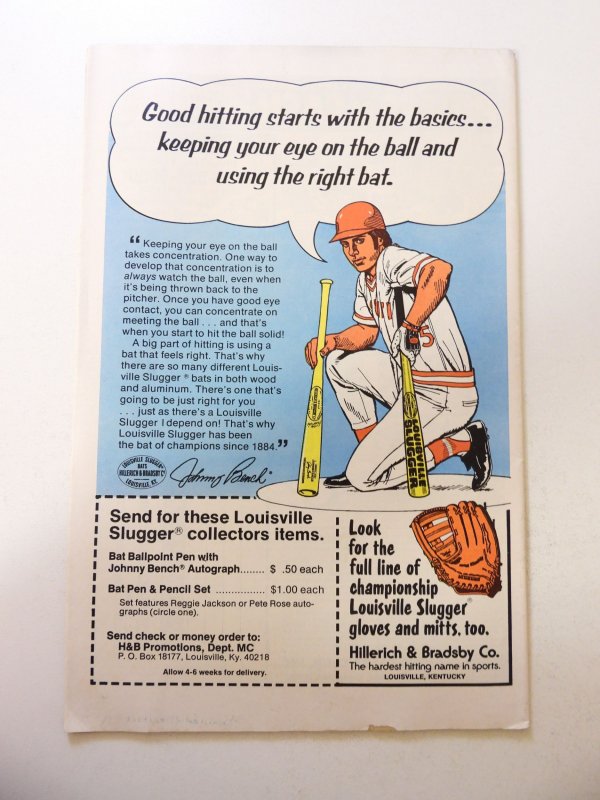 Good hitting starts with the basics...
keeping your eye on the ball and
using the right bat.
“ Keeping your eye on the ball
takes concentration. One way to
develop that concentration is to
always watch the ball, even when
it's being thrown back to the
pitcher. Once you have good eye
contact, you can concentrate on
meeting the ball . . . and that's
when you start to hit the ball solid!
A big part of hitting is using a
bat that feels right. That's why
there are so many different Louis-
ville Slugger ® bats in both wood
and aluminum. There's one that's
going to be just right for you
. . . just as there's a Louisville
Slugger I depend on! That's why
Louisville Slugger has been
the bat of champions since 1884.”
LOUISVILLE SLUGGER
BATS
HILLERICH & BRADSBY Co
LOUISVILLE, KY.
Johnny Bench
5
LOUISVILLE
SLUGGER
Send for these Louisville
Slugger® collectors items.
Bat Ballpoint Pen with
Johnny Bench® Autograph........ $ .50 each
Bat Pen & Pencil Set ................ $1.00 each
Set features Reggie Jackson or Pete Rose auto-
graphs (circle one).
Send check or money order to:
H&B Promotions, Dept. MC
P. O. Box 18177, Louisville, Ky. 40218
Allow 4-6 weeks for delivery.
Look
for the
full line of
championship
Louisville Slugger®
gloves and mitts, too.
Hillerich & Bradsby Co.
The hardest hitting name in sports.
LOUISVILLE, KENTUCKY